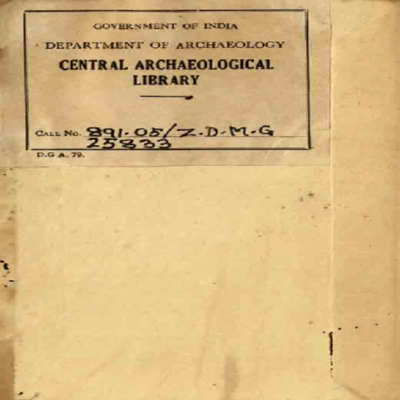 GOVERNMENT OF INDIA
DEPARTMENT OF ARCHAEOLOGY
CENTRAL ARCHAEOLOGICAL
LIBRARY
CALL No. 891.05/Z.D.M.G
25833
D.G A. 79.